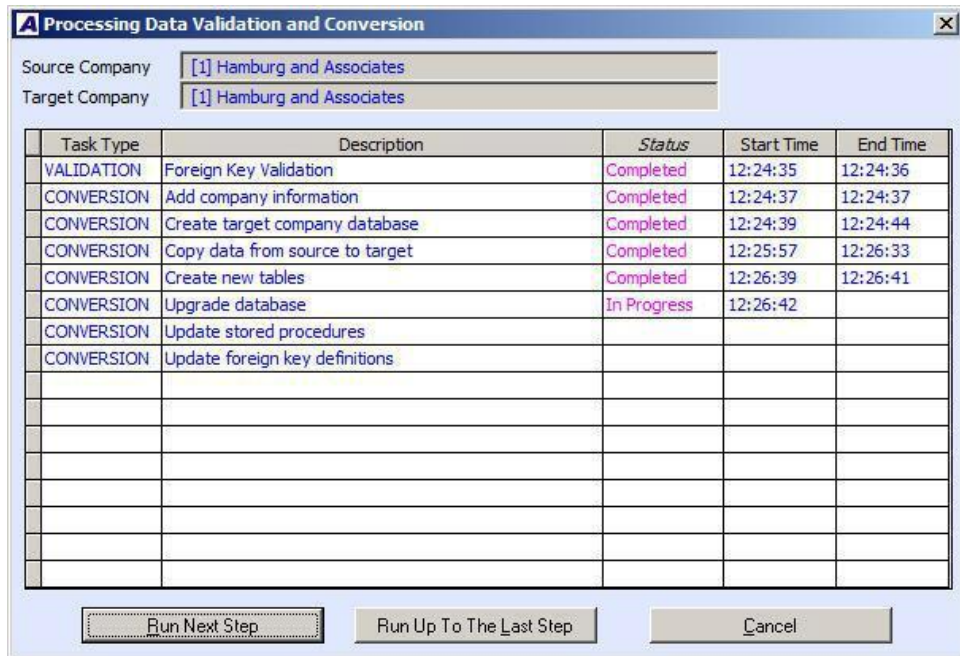 A Processing Data Validation and Conversion
Source Company [1] Hamburg and Associates
Target Company [1] Hamburg and Associates
Task Type Description Status Start Time End Time
VALIDATION Foreign Key Validation Completed 12:24:35 12:24:36
CONVERSION Add company information Completed 12:24:37 12:24:37
CONVERSION Create target company database Completed 12:24:39 12:24:44
CONVERSION Copy data from source to target Completed 12:25:57 12:26:33
CONVERSION Create new tables Completed 12:26:39 12:26:41
CONVERSION Upgrade database In Progress 12:26:42
CONVERSION Update stored procedures
CONVERSION Update foreign key definitions
Run Next Step Run Up To The Last Step Cancel